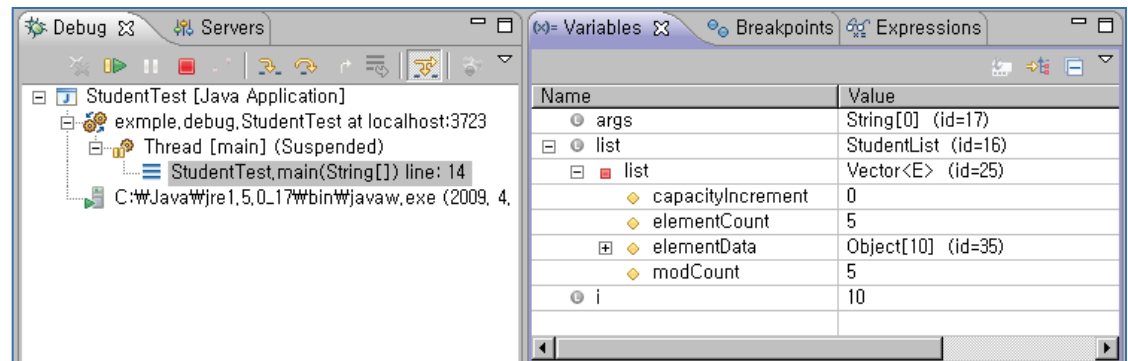 Debug Servers
StudentTest [Java Application]
exmple.debug.StudentTest at localhost:3723
Thread [main] (Suspended)
StudentTest.main(String[]) line: 14
C:₩Java₩jre1.5.0_17₩bin₩javaw.exe (2009. 4.
(x)= Variables Breakpoints Expressions
Name Value
args String[0] (id=17)
list StudentList (id=16)
list Vector<E> (id=25)
capacityIncrement 0
elementCount 5
elementData Object[10] (id=35)
modCount 5
i 10